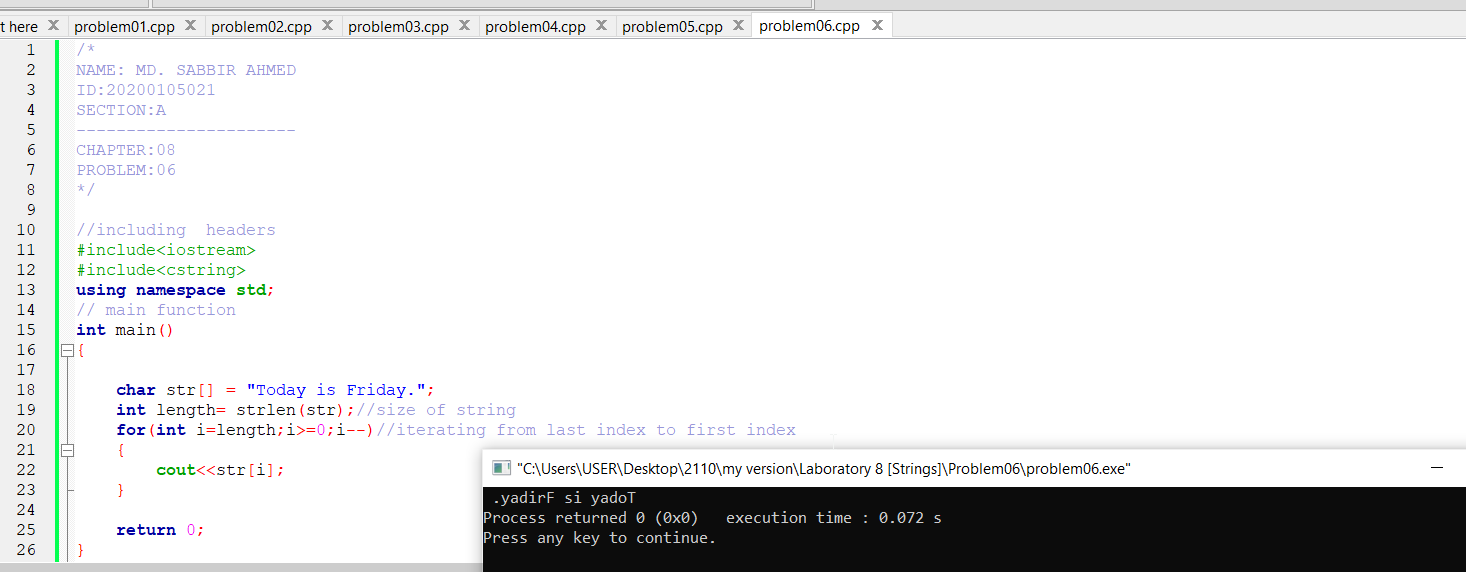 t here X problem01.cpp X problem02.cpp X problem03.cpp X problem04.cpp X problem05.cpp X problem06.cpp X
1 /*
2 NAME: MD. SABBIR AHMED
3 ID:20200105021
4 SECTION:A
5 ----------------------
6 CHAPTER:08
7 PROBLEM:06
8 */
9
10 //including  headers
11 #include<iostream>
12 #include<cstring>
13 using namespace std;
14 // main function
15 int main()
16 {
17
18     char str[] = "Today is Friday.";
19     int length= strlen(str);//size of string
20     for(int i=length;i>=0;i--)//iterating from last index to first index
21     {
22         cout<<str[i];
23     }
24
25     return 0;
26 }
"C:\Users\USER\Desktop\2110\my version\Laboratory 8 [Strings]\Problem06\problem06.exe"
 .yadirF si yadoT
Process returned 0 (0x0)   execution time : 0.072 s
Press any key to continue.